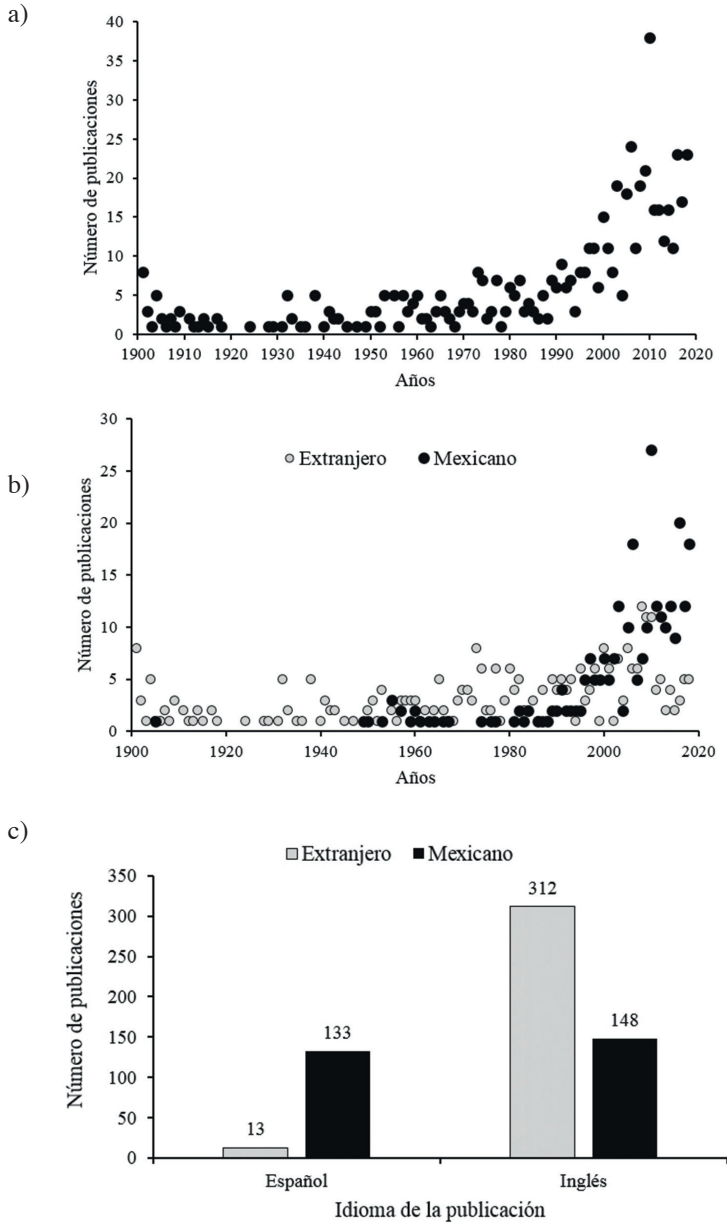 a)
40
35
30
25
20
15
10
5
0
Número de publicaciones
1900 1910 1920 1930 1940 1950 1960 1970 1980 1990 2000 2010 2020
Años
b)
30
25
20
15
10
5
0
Número de publicaciones
Extranjero Mexicano
1900 1920 1940 1960 1980 2000 2020
Años
c)
Extranjero Mexicano
350
300
250
200
150
100
50
0
Número de publicaciones
13 133 312 148
Español Inglés
Idioma de la publicación